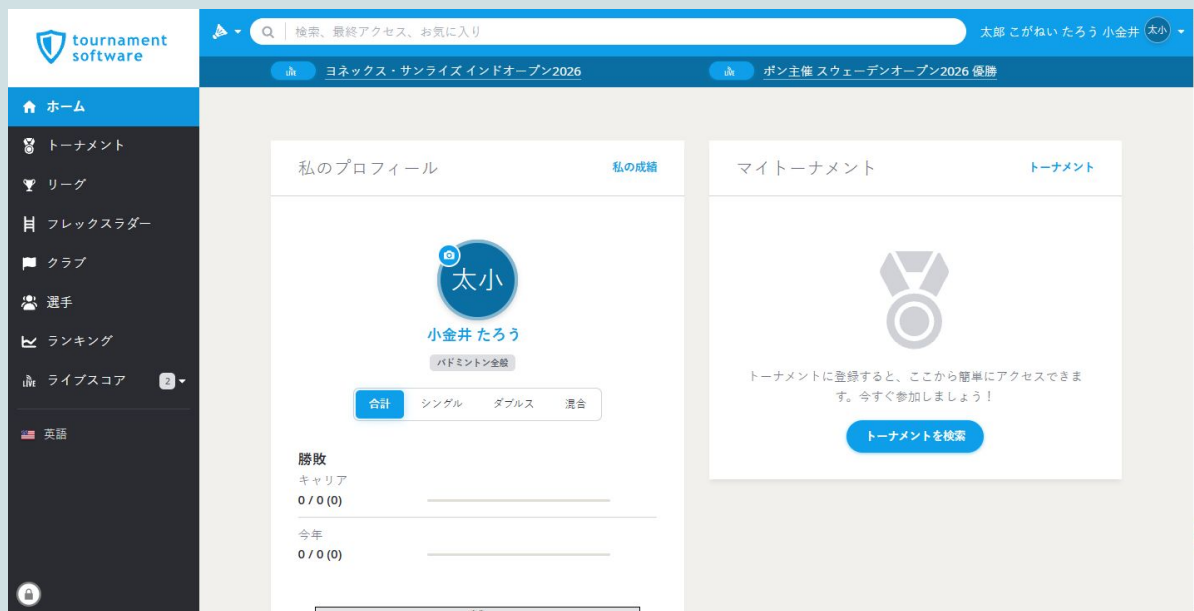 tournament
software
検索、最終アクセス、お気に入り
太郎 こがねい たろう 小金井
太小
LIVE
ヨネックス・サンライズ インドオープン2026
LIVE
ポン主催 スウェーデンオープン2026 優勝
ホーム
トーナメント
リーグ
フレックスラダー
クラブ
選手
ランキング
LIVE
ライブスコア
2
英語
私のプロフィール
私の成績
太小
小金井 たろう
バドミントン全般
合計
シングル
ダブルス
混合
勝敗
キャリア
0 / 0 (0)
今年
0 / 0 (0)
マイトーナメント
トーナメント
トーナメントに登録すると、ここから簡単にアクセスできま
す。今すぐ参加しましょう！
トーナメントを検索